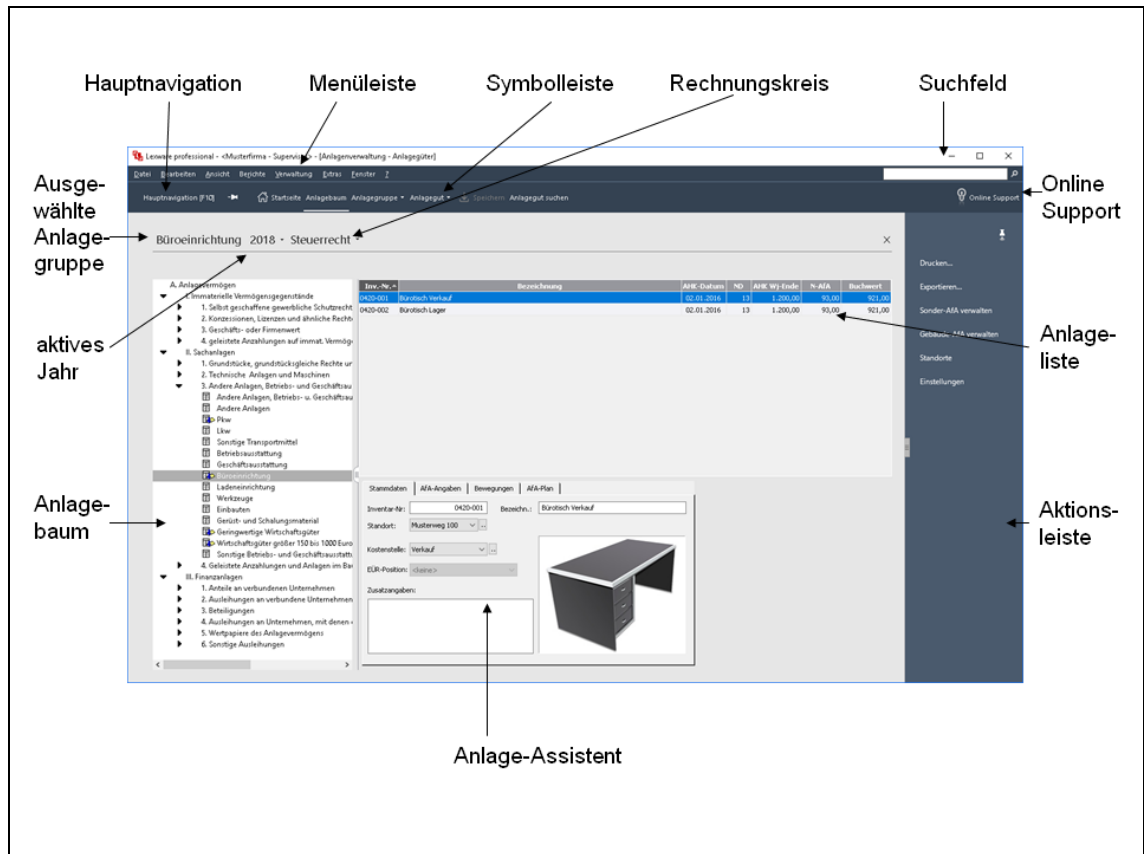 Hauptnavigation Menüleiste Symbolleiste Rechnungskreis Suchfeld
Lexware professional - <Musterfirma - Supervisor> - [Anlagenverwaltung - Anlagegüter]
Datei Bearbeiten Ansicht Berichte Verwaltung Extras Fenster ?
Hauptnavigation [F10] Startseite Anlagebaum Anlagegruppe Anlagegut Speichern Anlagegut suchen Online Support
Ausge-
wählte
Anlage-
gruppe
Online
Support
Büroeinrichtung 2018 · Steuerrecht
aktives
Jahr
A. Anlagevermögen
I. Immaterielle Vermögensgegenstände
1. Selbst geschaffene gewerbliche Schutzrecht
2. Konzessionen, Lizenzen und ähnliche Rechte
3. Geschäfts- oder Firmenwert
4. geleistete Anzahlungen auf immat. Vermög
II. Sachanlagen
1. Grundstücke, grundstücksgleiche Rechte ur
2. Technische Anlagen und Maschinen
3. Andere Anlagen, Betriebs- und Geschäftsau
Andere Anlagen, Betriebs- u. Geschäftsau
Andere Anlagen
Pkw
Lkw
Sonstige Transportmittel
Betriebsausstattung
Geschäftsausstattung
Büroeinrichtung
Ladeneinrichtung
Werkzeuge
Einbauten
Gerüst- und Schalungsmaterial
Geringwertige Wirtschaftsgüter
Wirtschaftsgüter größer 150 bis 1000 Euro
Sonstige Betriebs- und Geschäftsausstatt
4. Geleistete Anzahlungen und Anlagen im Ba
III. Finanzanlagen
1. Anteile an verbundenen Unternehmen
2. Ausleihungen an verbundene Unternehmen
3. Beteiligungen
4. Ausleihungen an Unternehmen, mit denen
5. Wertpapiere des Anlagevermögens
6. Sonstige Ausleihungen
Anlage-
baum
Inv.-Nr. Bezeichnung AHK-Datum ND AHK Wj-Ende N-AfA Buchwert
0420-001 Bürotisch Verkauf 02.01.2016 13 1.200,00 93,00 921,00
0420-002 Bürotisch Lager 02.01.2016 13 1.200,00 93,00 921,00
Stammdaten AfA-Angaben Bewegungen AfA-Plan
Inventar-Nr: 0420-001 Bezeichn.: Bürotisch Verkauf
Standort: Musterweg 100 ...
Kostenstelle: Verkauf ...
EÜR-Position: <keine>
Zusatzangaben:
Drucken...
Exportieren...
Sonder-AfA verwalten
Gebäude-AfA verwalten
Standorte
Einstellungen
Anlage-
liste
Aktions-
leiste
Anlage-Assistent